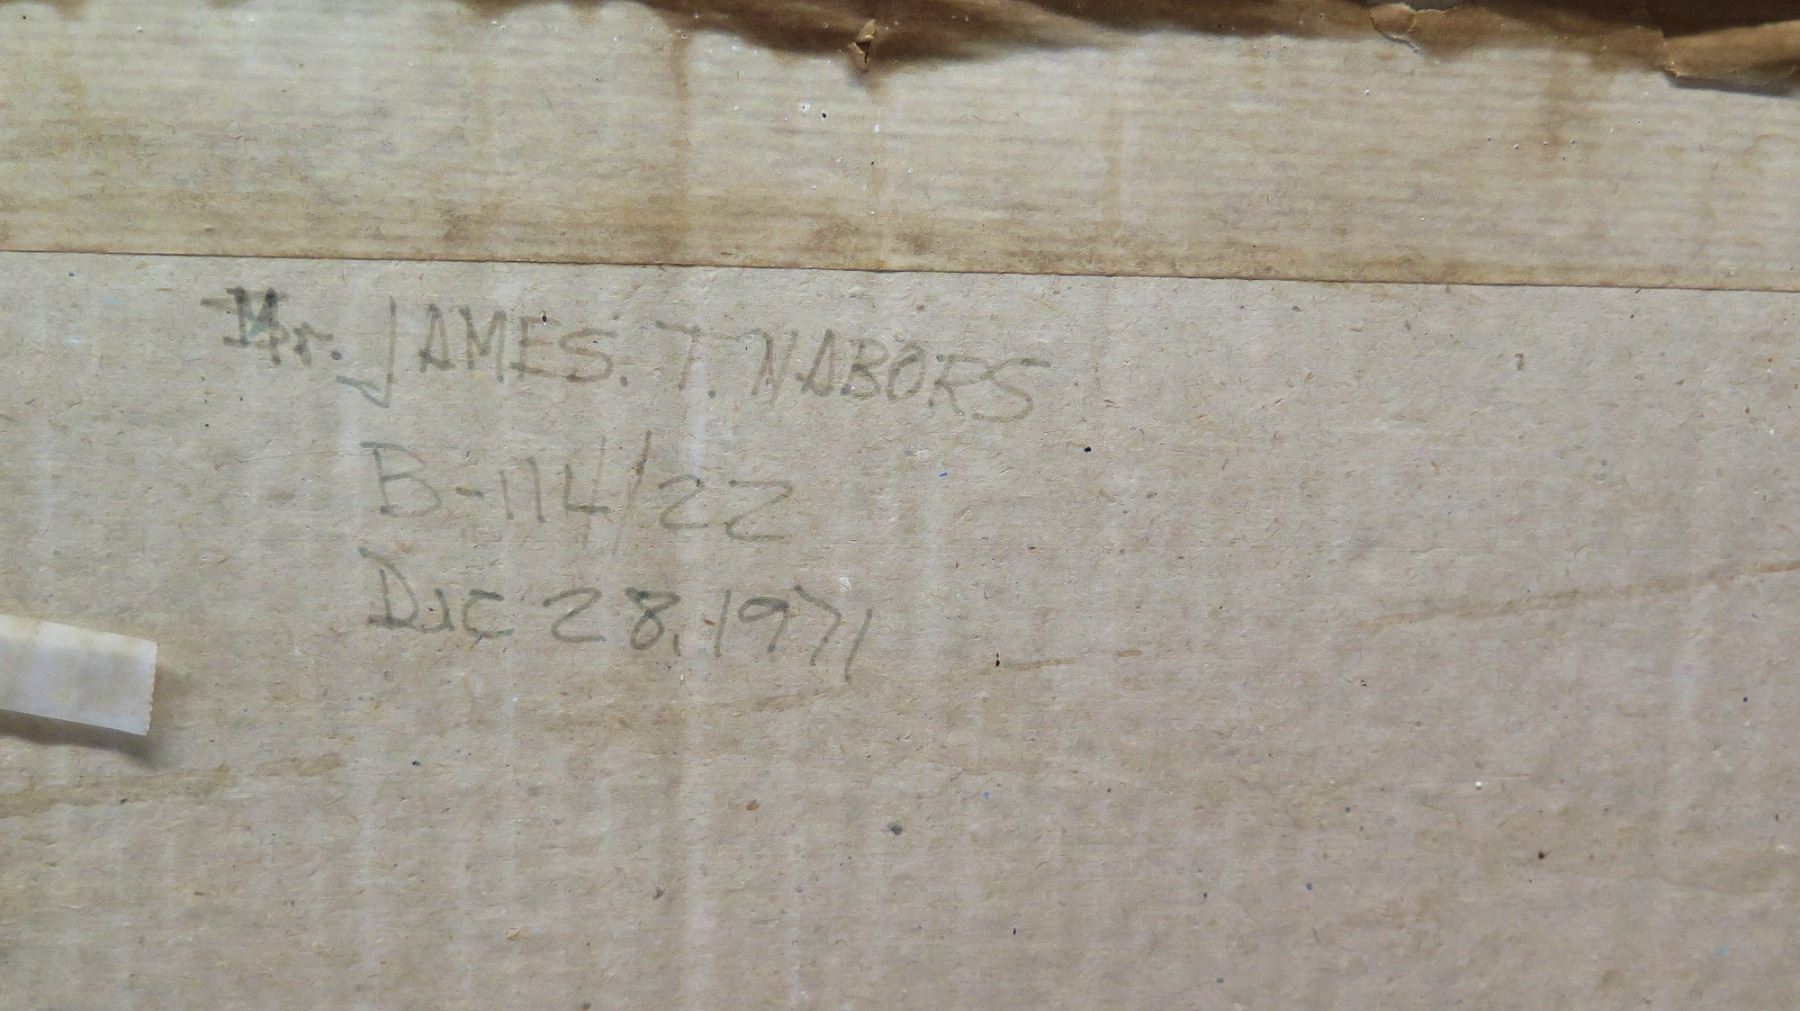 Mr. JAMES. T. NABORS
B-114/22
Dec 28, 1971